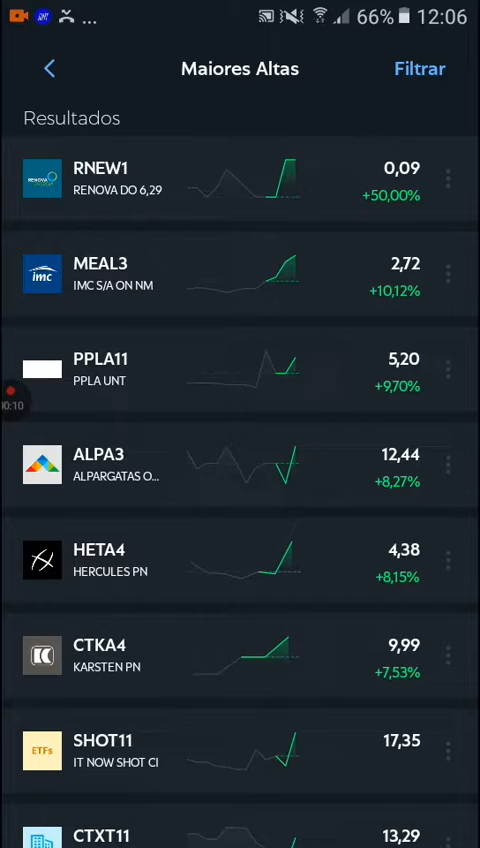 ... 66% 12:06
Maiores Altas Filtrar
Resultados
RNEW1 0,09
RENOVA DO 6,29 +50,00%
MEAL3 2,72
imc IMC S/A ON NM +10,12%
PPLA11 5,20
PPLA UNT +9,70%
00:10
ALPA3 12,44
ALPARGATAS O... +8,27%
HETA4 4,38
HERCULES PN +8,15%
CTKA4 9,99
KARSTEN PN +7,53%
SHOT11 17,35
ETFs IT NOW SHOT CI
CTXT11 13,29